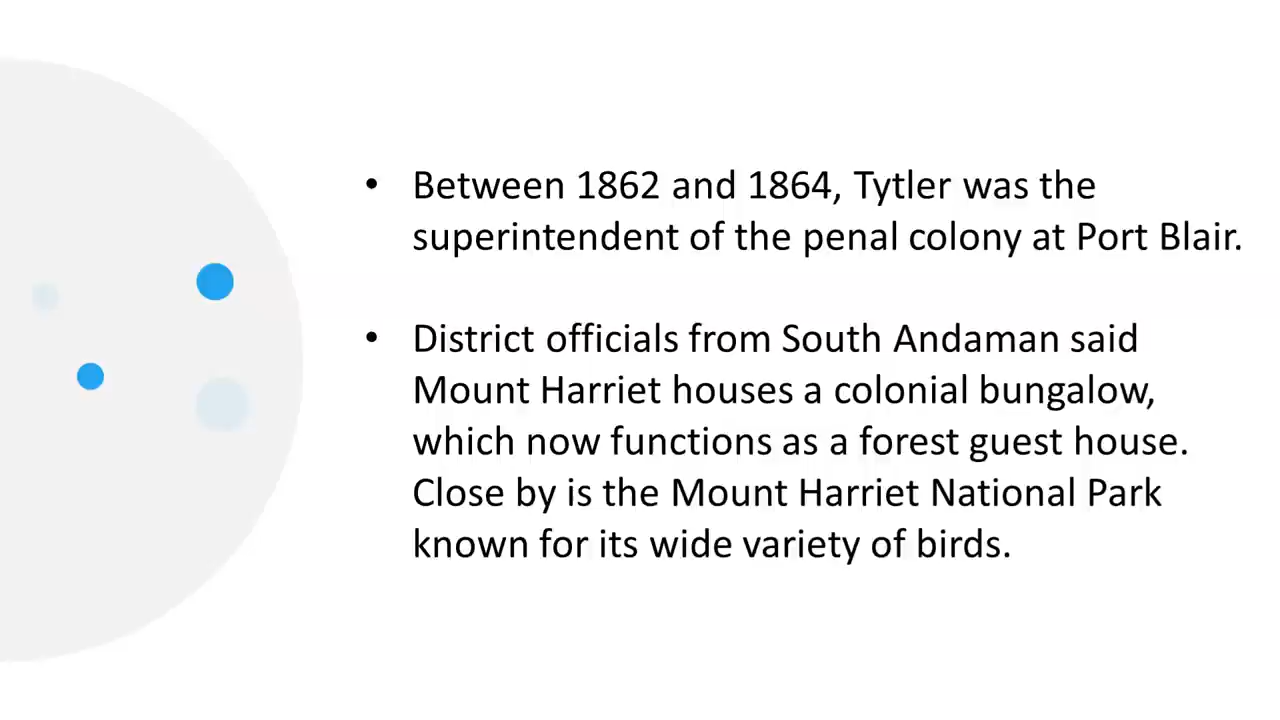 • Between 1862 and 1864, Tytler was the
superintendent of the penal colony at Port Blair.
• District officials from South Andaman said
Mount Harriet houses a colonial bungalow,
which now functions as a forest guest house.
Close by is the Mount Harriet National Park
known for its wide variety of birds.